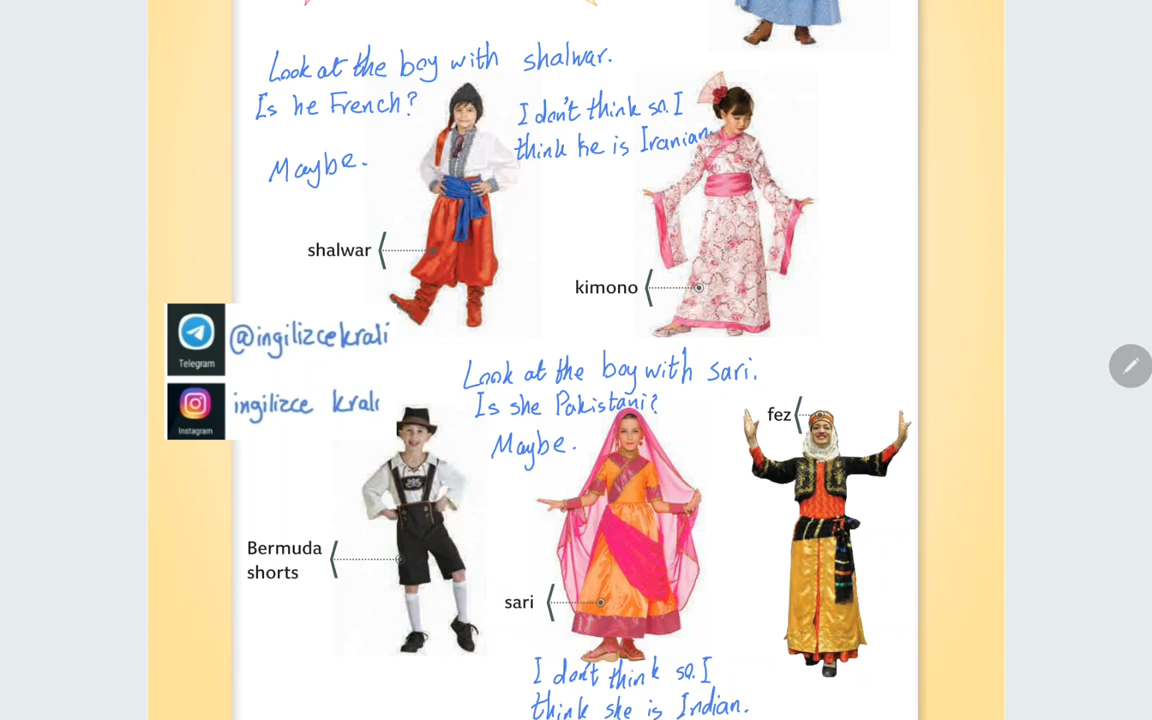 Look at the boy with shalwar.
Is he French?
I don't think so. I
think he is Iranian.
Maybe.
shalwar
kimono
Telegram
@ingilizcekrali
Instagram
ingilizce kralı
Look at the boy with sari.
Is she Pakistani?
Maybe.
fez
Bermuda
shorts
sari
I don't think so. I
think she is Indian.